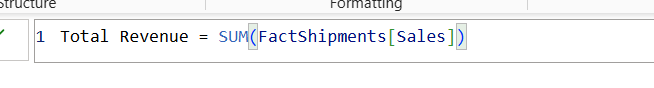 Structure Formatting
1 Total Revenue = SUM(FactShipments[Sales])